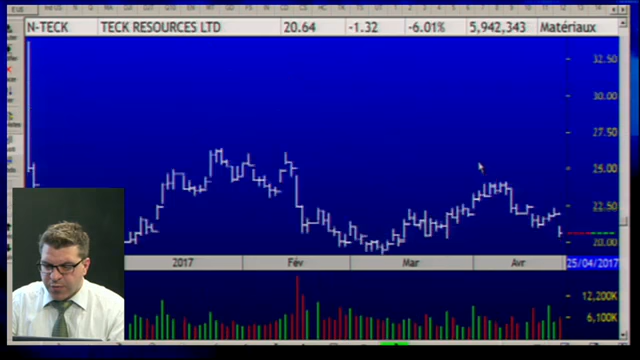 N-TECK TECK RESOURCES LTD 20.64 -1.32 -6.01% 5,942,343 Matériaux
32.50
30.00
27.50
25.00
22.50
20.00
2017 Fév Mar Avr 25/04/2017
12,200K
6,100K